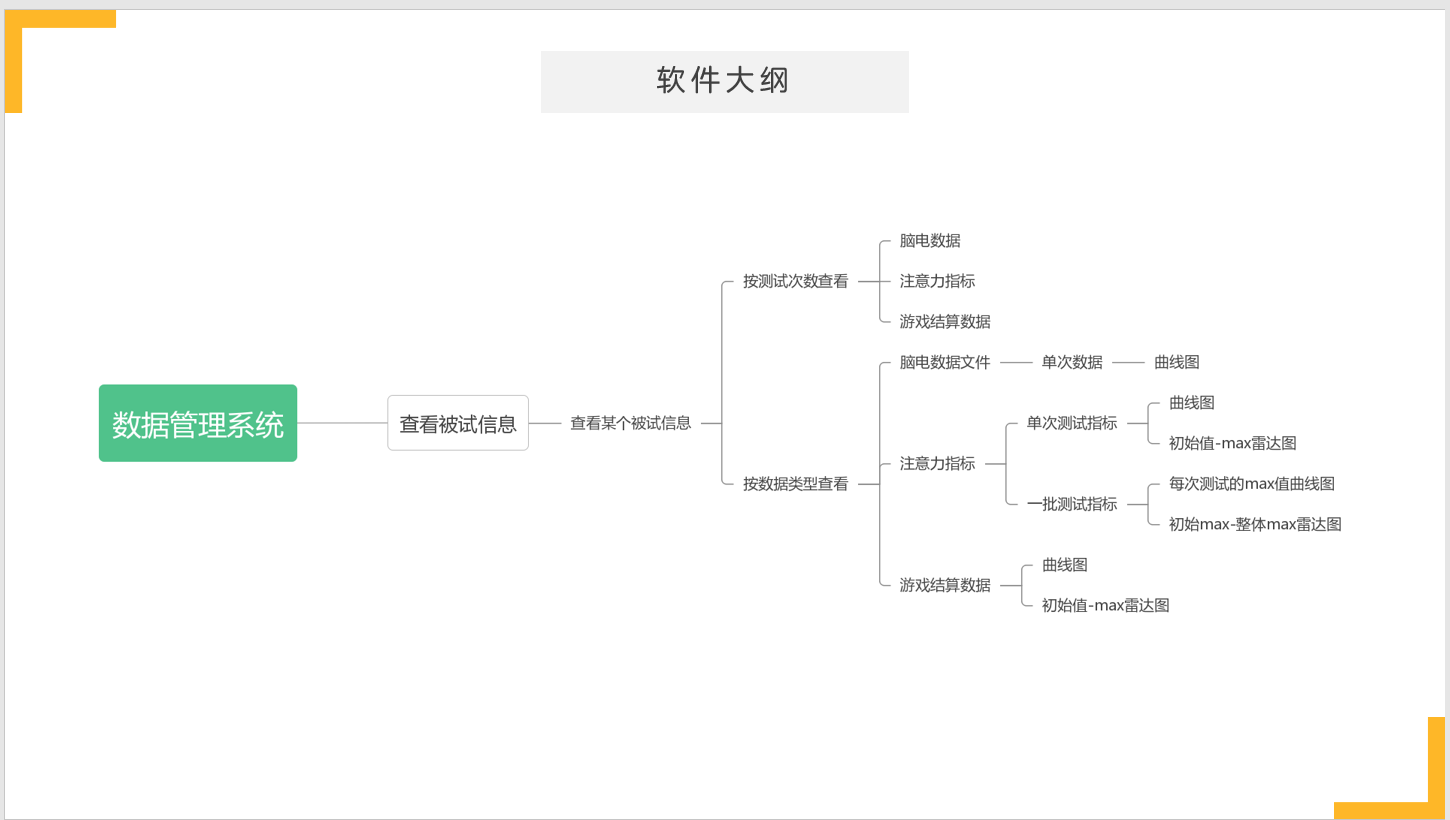 软件大纲
数据管理系统
查看被试信息
查看某个被试信息
按测试次数查看
脑电数据
注意力指标
游戏结算数据
按数据类型查看
脑电数据文件
单次数据
曲线图
注意力指标
单次测试指标
曲线图
初始值-max雷达图
一批测试指标
每次测试的max值曲线图
初始max-整体max雷达图
游戏结算数据
曲线图
初始值-max雷达图